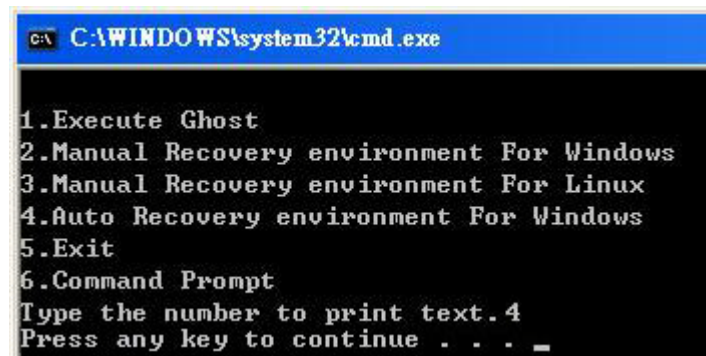 C:\WINDOWS\system32\cmd.exe
1.Execute Ghost
2.Manual Recovery environment For Windows
3.Manual Recovery environment For Linux
4.Auto Recovery environment For Windows
5.Exit
6.Command Prompt
Type the number to print text.4
Press any key to continue . . . _